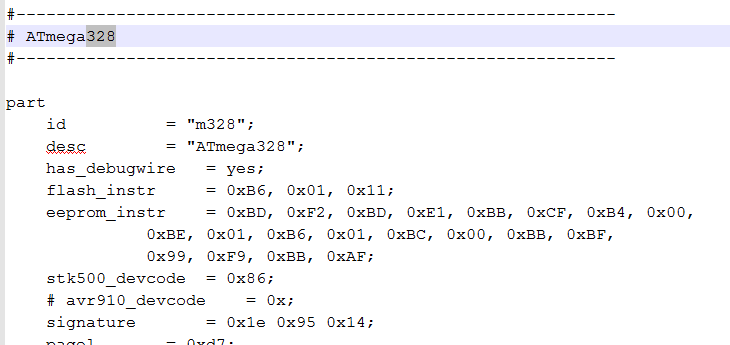 #------------------------------------------------------------
# ATmega328
#------------------------------------------------------------
part
id = "m328";
desc = "ATmega328";
has_debugwire = yes;
flash_instr = 0xB6, 0x01, 0x11;
eeprom_instr = 0xBD, 0xF2, 0xBD, 0xE1, 0xBB, 0xCF, 0xB4, 0x00,
0xBE, 0x01, 0xB6, 0x01, 0xBC, 0x00, 0xBB, 0xBF,
0x99, 0xF9, 0xBB, 0xAF;
stk500_devcode = 0x86;
# avr910_devcode = 0x;
signature = 0x1e 0x95 0x14;
pagel = 0xd7;